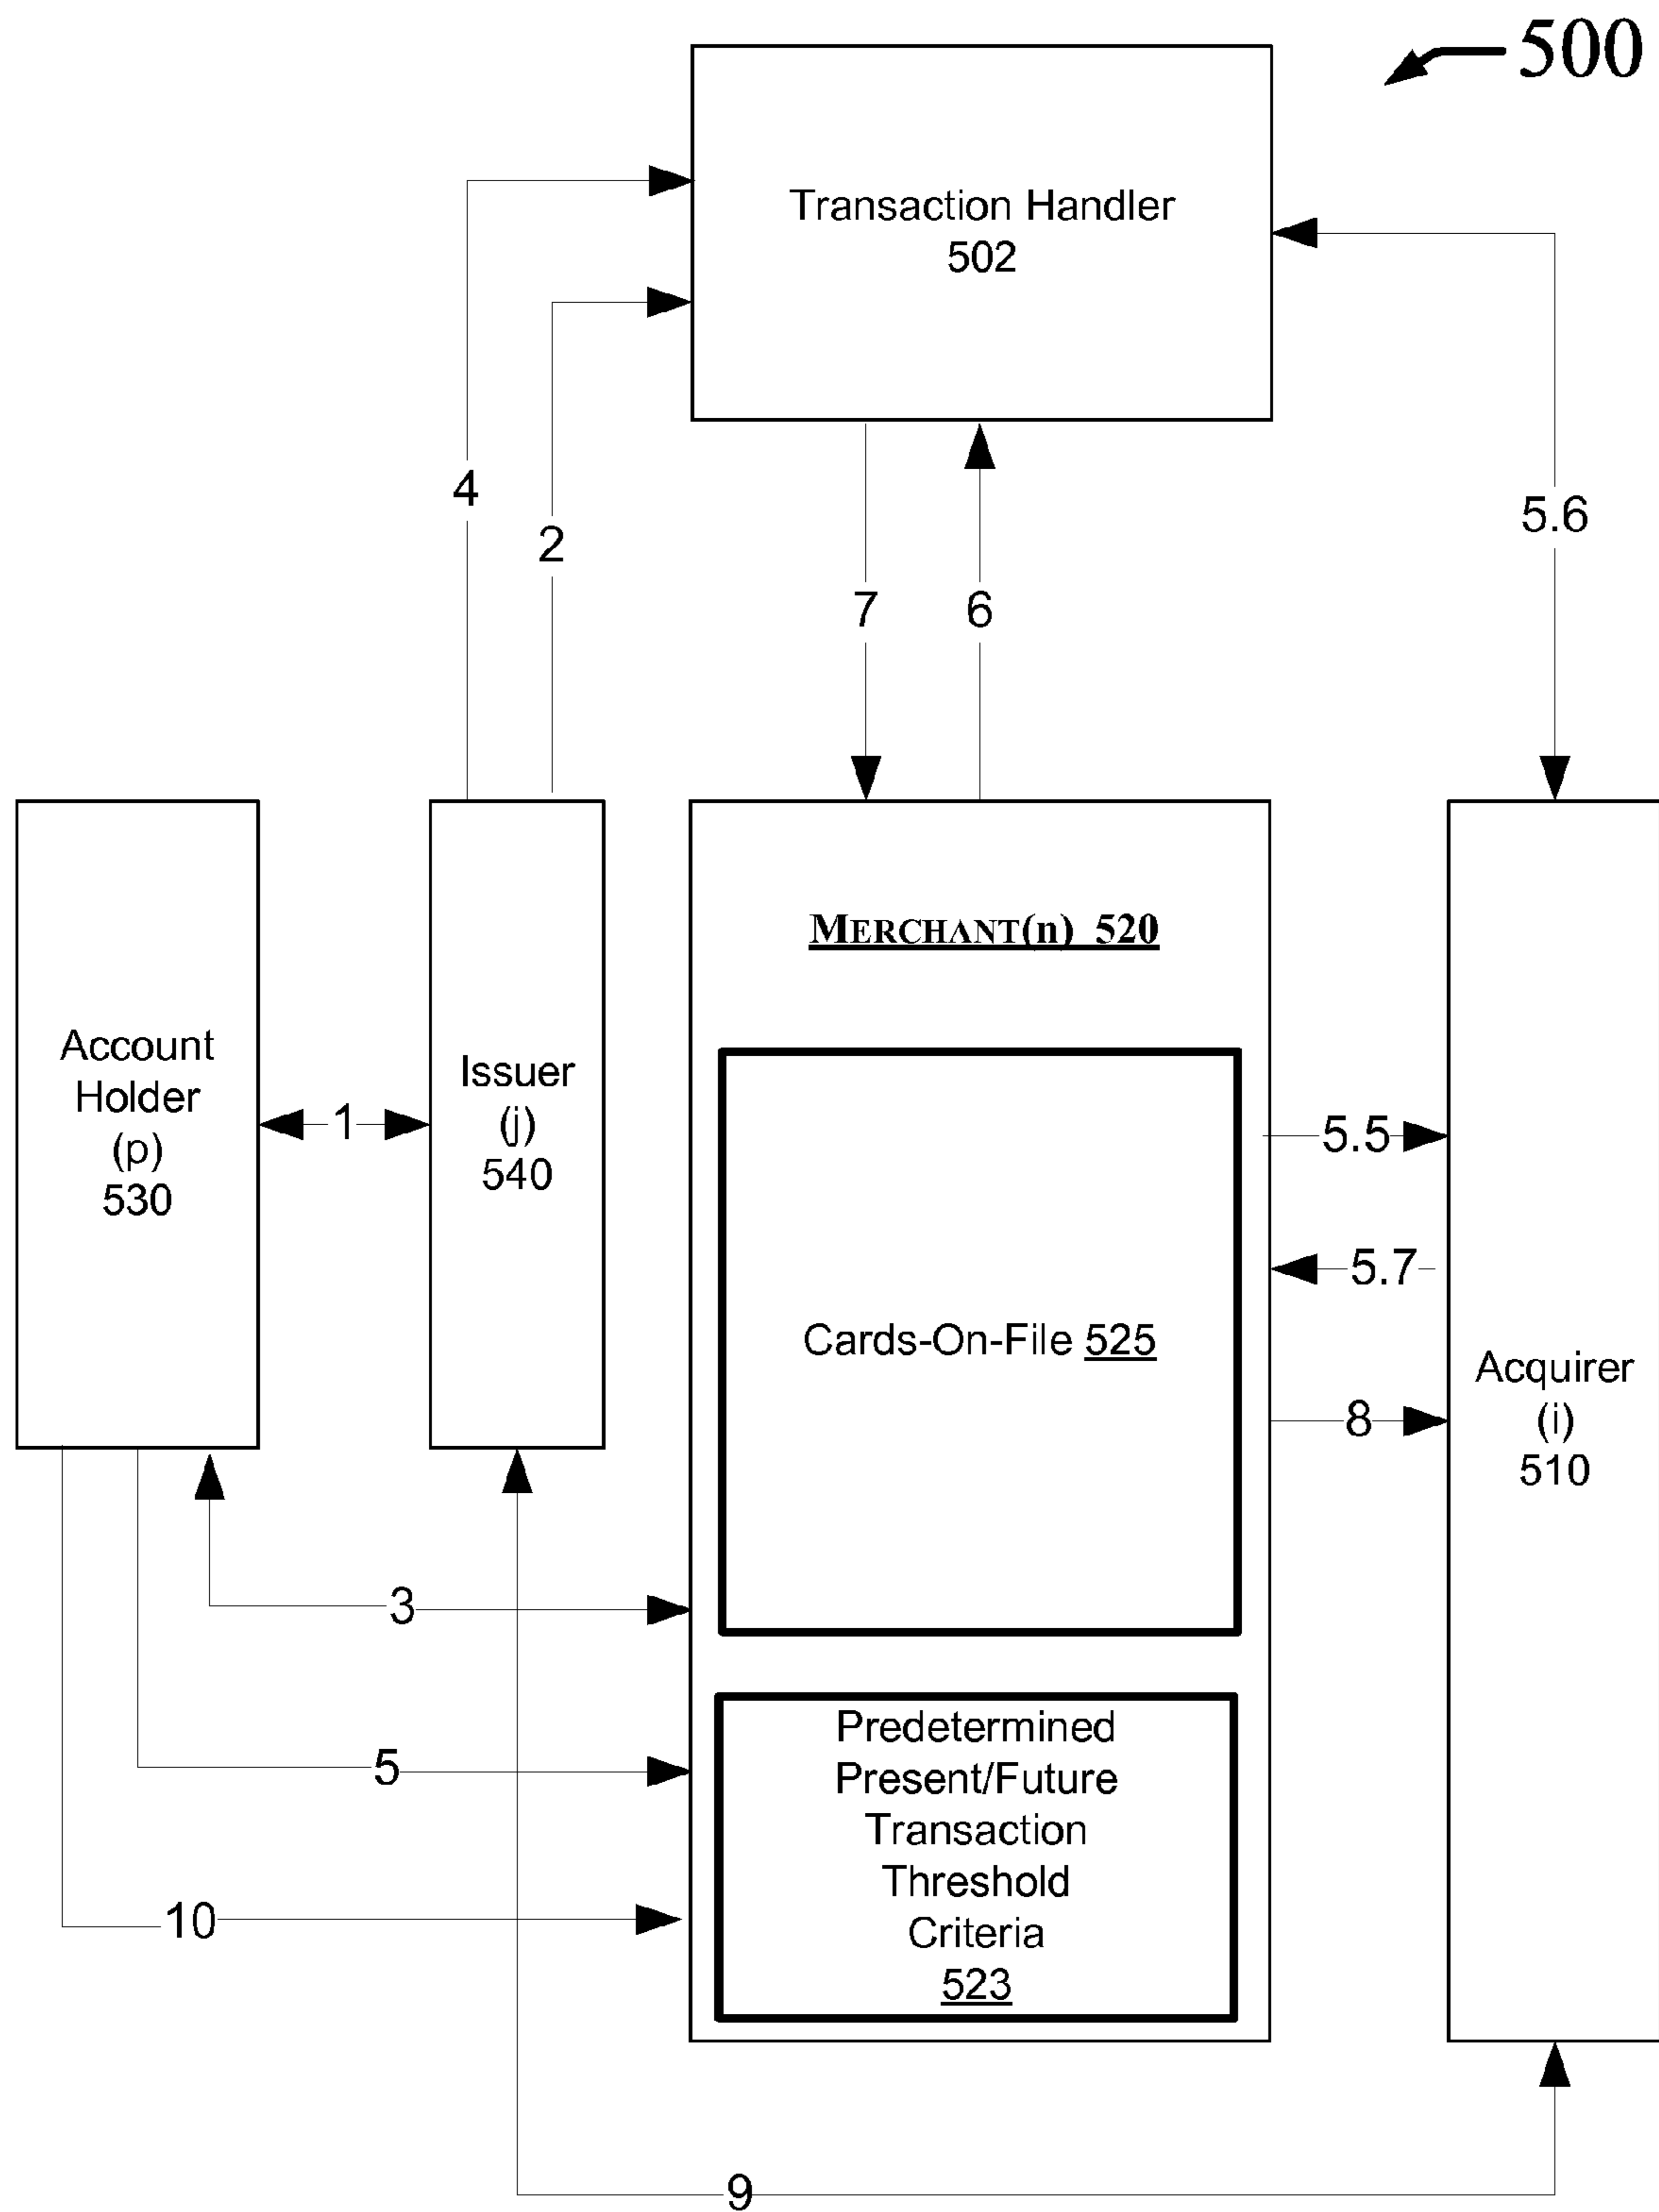 500
Transaction Handler
502
4
2
5.6
7
6
MERCHANT(n) 520
Account
Holder
(p)
530
1
Issuer
(j)
540
5.5
5.7
Cards-On-File 525
8
Acquirer
(i)
510
3
Predetermined
Present/Future
Transaction
Threshold
Criteria
523
5
10
9